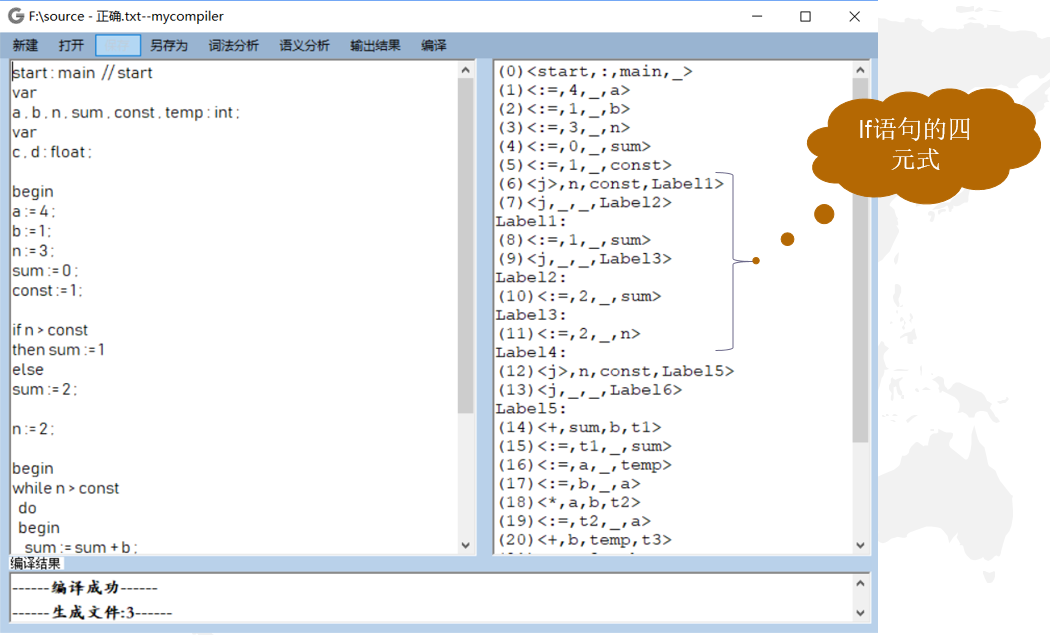 F:\source - 正确.txt--mycompiler
新建 打开 另存为 词法分析 语义分析 输出结果 编译
start : main //start
var
a , b , n , sum , const , temp : int ;
var
c , d : float ;
begin
a := 4 ;
b := 1 ;
n := 3 ;
sum := 0 ;
const := 1 ;
if n > const
then sum := 1
else
sum := 2 ;
n := 2 ;
begin
while n > const
do
begin
sum := sum + b ;
(0)<start,:,main,_>
(1)<:=,4,_,a>
(2)<:=,1,_,b>
(3)<:=,3,_,n>
(4)<:=,0,_,sum>
(5)<:=,1,_,const>
(6)<j>,n,const,Label1>
(7)<j,_,_,Label2>
Label1:
(8)<:=,1,_,sum>
(9)<j,_,_,Label3>
Label2:
(10)<:=,2,_,sum>
Label3:
(11)<:=,2,_,n>
Label4:
(12)<j>,n,const,Label5>
(13)<j,_,_,Label6>
Label5:
(14)<+,sum,b,t1>
(15)<:=,t1,_,sum>
(16)<:=,a,_,temp>
(17)<:=,b,_,a>
(18)<*,a,b,t2>
(19)<:=,t2,_,a>
(20)<+,b,temp,t3>
If语句的四
元式
编译结果
------编译成功------
------生成文件:3------